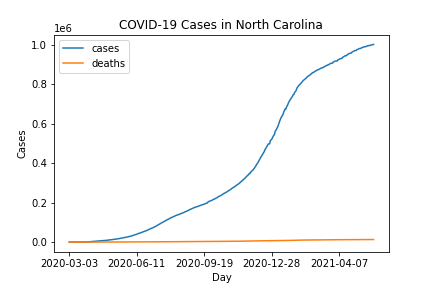 COVID-19 Cases in North Carolina
1e6
cases
deaths
1.0
0.8
0.6
0.4
0.2
0.0
Cases
2020-03-03 2020-06-11 2020-09-19 2020-12-28 2021-04-07
Day